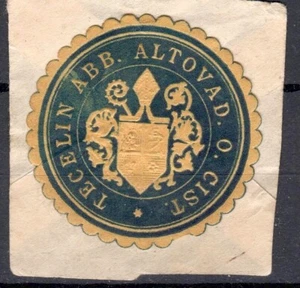 TECELIN ABB. ALTOVAD. O. CIST. *